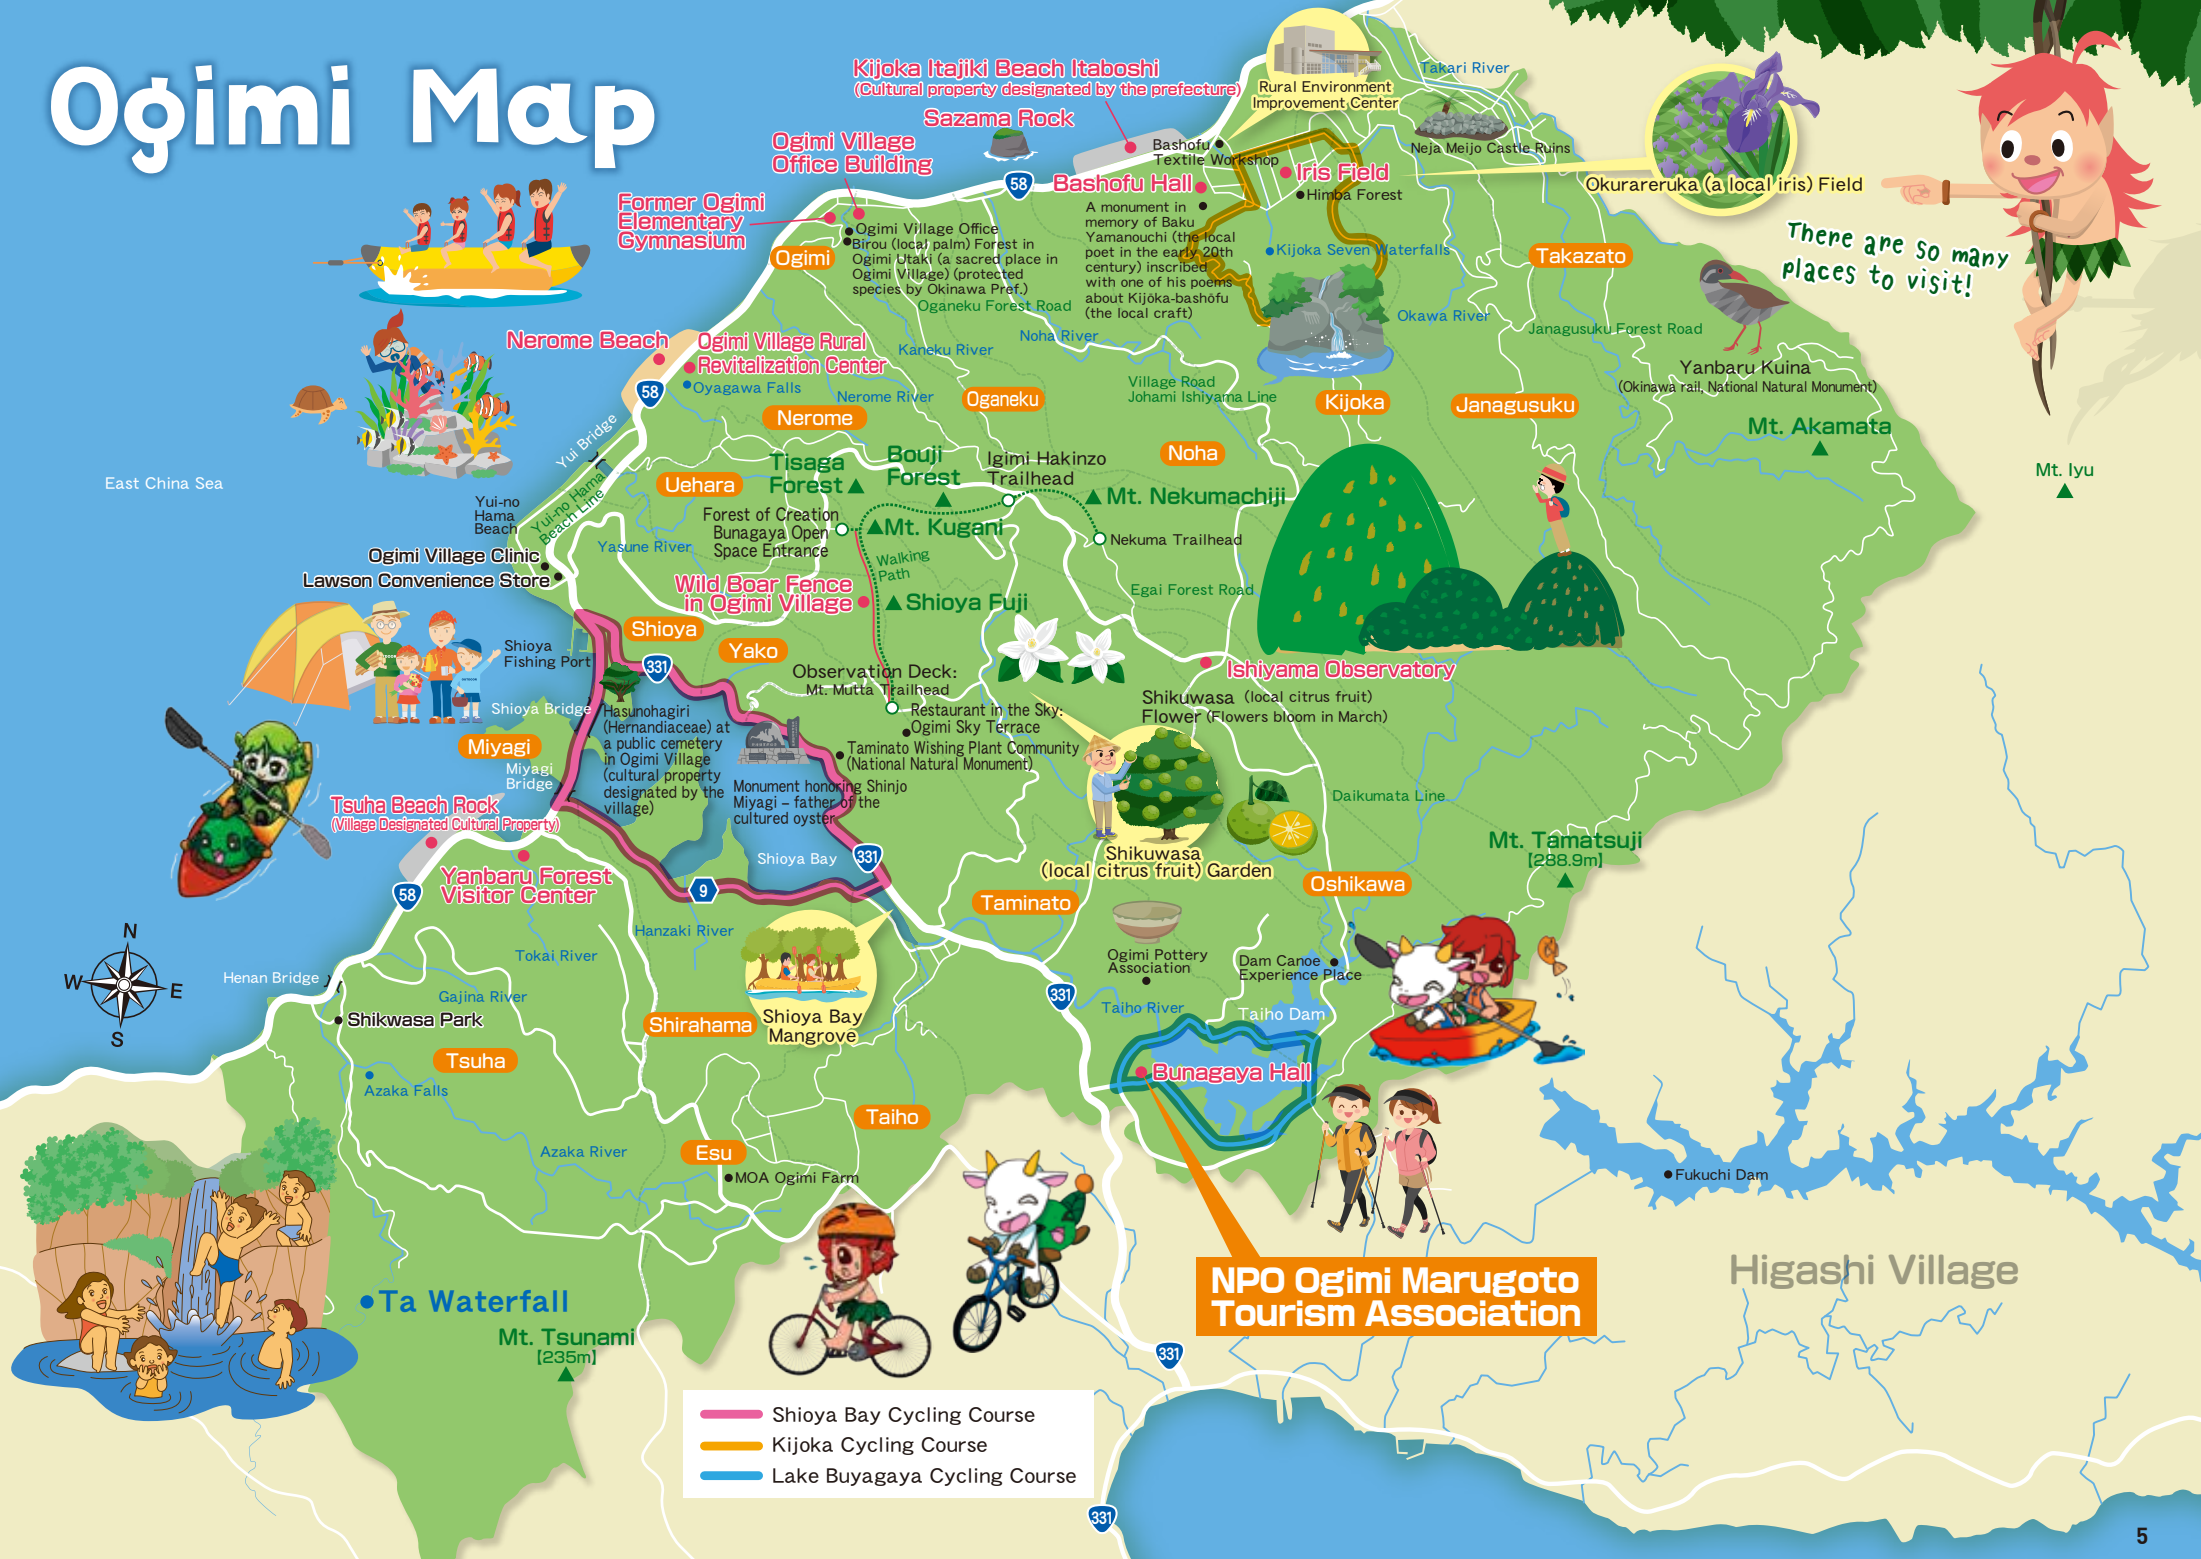 Ogimi Map
Kijoka Itajiki Beach Itaboshi
(Cultural property designated by the prefecture)
Sazama Rock
Ogimi Village
Office Building
Former Ogimi
Elementary
Gymnasium
Rural Environment
Improvement Center
Takari River
Neja Meijo Castle Ruins
Okurareruka (a local iris) Field
There are so many
places to visit!
Bashofu
Textile Workshop
58
Bashofu Hall
Iris Field
Himba Forest
A monument in
memory of Baku
Yamanouchi (the local
poet in the early 20th
century) inscribed
with one of his poems
about Kijōka-bashōfu
(the local craft)
Kijoka Seven Waterfalls
Ogimi
Ogimi Village Office
Birou (local palm) Forest in
Ogimi Utaki (a sacred place in
Ogimi Village) (protected
species by Okinawa Pref.)
Oganeku Forest Road
Noha River
Kaneku River
Takazato
Okawa River
Janagusuku Forest Road
Yanbaru Kuina
(Okinawa rail, National Natural Monument)
Nerome Beach
Ogimi Village Rural
Revitalization Center
58
Oyagawa Falls
Nerome River
Nerome
Oganeku
Village Road
Johami Ishiyama Line
Kijoka
Janagusuku
Mt. Akamata
Mt. Iyu
East China Sea
Yui Bridge
Yui-no Hama
Beach Line
Yui-no
Hama
Beach
Uehara
Tisaga
Forest
Bouji
Forest
Igimi Hakinzo
Trailhead
Noha
Mt. Nekumachiji
Forest of Creation
Bunagaya Open
Space Entrance
Mt. Kugani
Nekuma Trailhead
Yasune River
Walking
Path
Ogimi Village Clinic
Lawson Convenience Store
Wild Boar Fence
in Ogimi Village
Shioya Fuji
Egai Forest Road
Shioya
Shioya
Fishing Port
331
Yako
Observation Deck:
Mt. Mutta Trailhead
Ishiyama Observatory
Shikuwasa (local citrus fruit)
Flower (Flowers bloom in March)
Shioya Bridge
Hasunohagiri
(Hernandiaceae) at
a public cemetery
in Ogimi Village
(cultural property
designated by the
village)
Restaurant in the Sky:
Ogimi Sky Terrace
Taminato Wishing Plant Community
(National Natural Monument)
Monument honoring Shinjo
Miyagi – father of the
cultured oyster
Miyagi
Miyagi
Bridge
Tsuha Beach Rock
(Village Designated Cultural Property)
Daikumata Line
Mt. Tamatsuji
[288.9m]
Shioya Bay
331
Shikuwasa
(local citrus fruit) Garden
Yanbaru Forest
Visitor Center
58
9
Oshikawa
Taminato
Hanzaki River
Tokai River
Ogimi Pottery
Association
Dam Canoe
Experience Place
N
W
E
S
Henan Bridge
Gajina River
331
Taiho River
Taiho Dam
Shikwasa Park
Shirahama
Shioya Bay
Mangrove
Tsuha
Azaka Falls
Bunagaya Hall
Taiho
Azaka River
Esu
MOA Ogimi Farm
Fukuchi Dam
Higashi Village
NPO Ogimi Marugoto
Tourism Association
Ta Waterfall
Mt. Tsunami
[235m]
331
Shioya Bay Cycling Course
Kijoka Cycling Course
Lake Buyagaya Cycling Course
331
5